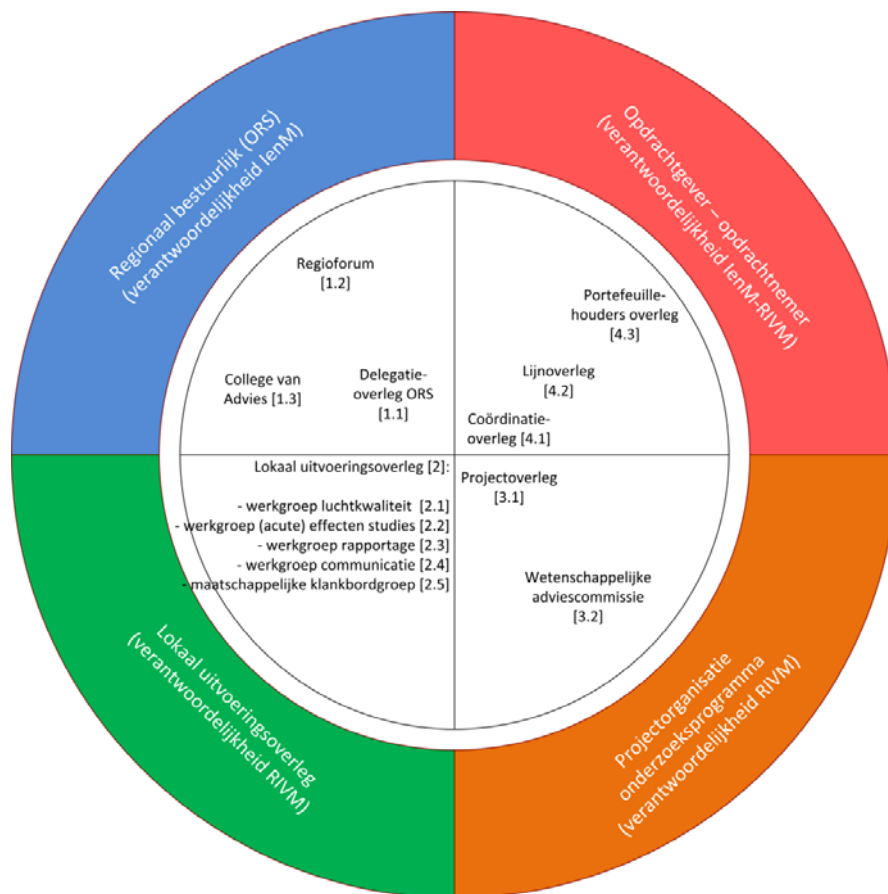 Regionaal bestuurlijk (ORS)
(verantwoordelijkheid IenM)
Opdrachtgever – opdrachtnemer
(verantwoordelijkheid IenM-RIVM)
Regioforum
[1.2]
College van
Advies [1.3]
Delegatie-
overleg ORS
[1.1]
Portefeuille-
houders overleg
[4.3]
Lijnoverleg
[4.2]
Coördinatie-
overleg [4.1]
Lokaal uitvoeringsoverleg [2]:
- werkgroep luchtkwaliteit [2.1]
- werkgroep (acute) effecten studies [2.2]
- werkgroep rapportage [2.3]
- werkgroep communicatie [2.4]
- maatschappelijke klankbordgroep [2.5]
Projectoverleg
[3.1]
Wetenschappelijke
adviescommissie
[3.2]
Lokaal uitvoeringsoverleg
(verantwoordelijkheid RIVM)
Projectorganisatie
onderzoeksprogramma
(verantwoordelijkheid RIVM)